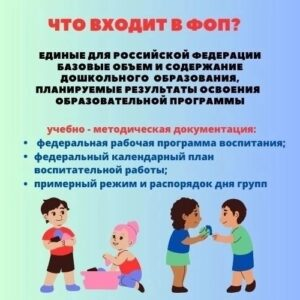 ЧТО ВХОДИТ В ФОП?
ЕДИНЫЕ ДЛЯ РОССИЙСКОЙ ФЕДЕРАЦИИ
БАЗОВЫЕ ОБЪЕМ И СОДЕРЖАНИЕ
ДОШКОЛЬНОГО ОБРАЗОВАНИЯ,
ПЛАНИРУЕМЫЕ РЕЗУЛЬТАТЫ ОСВОЕНИЯ
ОБРАЗОВАТЕЛЬНОЙ ПРОГРАММЫ
учебно - методическая документация:
• федеральная рабочая программа воспитания;
• федеральный календарный план
воспитательной работы;
• примерный режим и распорядок дня групп